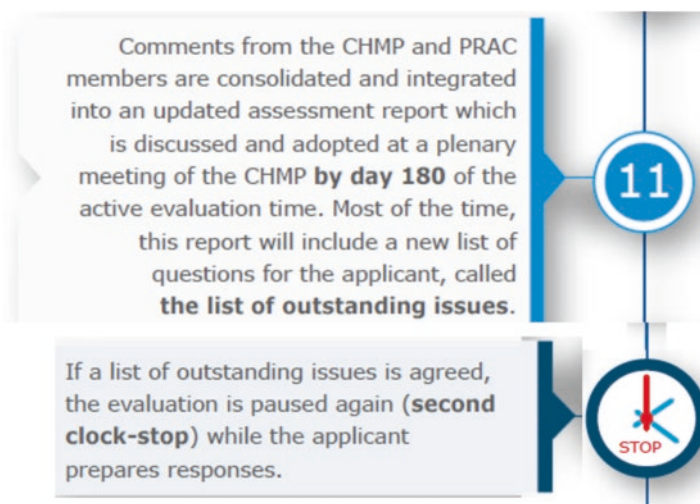 Comments from the CHMP and PRAC
members are consolidated and integrated
into an updated assessment report which
is discussed and adopted at a plenary
meeting of the CHMP by day 180 of the
active evaluation time. Most of the time,
this report will include a new list of
questions for the applicant, called
the list of outstanding issues.
11
If a list of outstanding issues is agreed,
the evaluation is paused again (second
clock-stop) while the applicant
prepares responses.
STOP